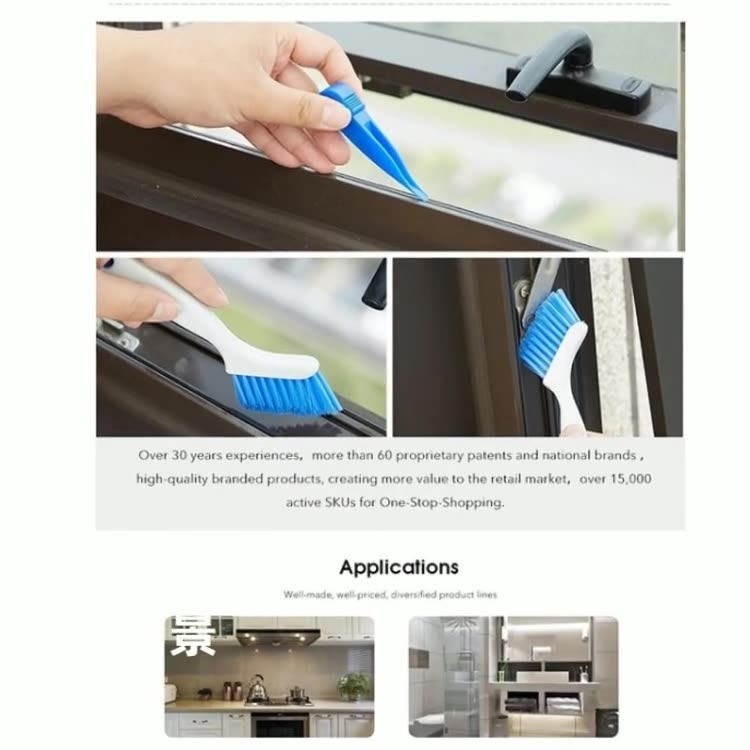 Over 30 years experiences，more than 60 proprietary patents and national brands，
high-quality branded products, creating more value to the retail market，over 15,000
active SKUs for One-Stop-Shopping.
Applications
Well-made, well-priced, diversified product lines
景